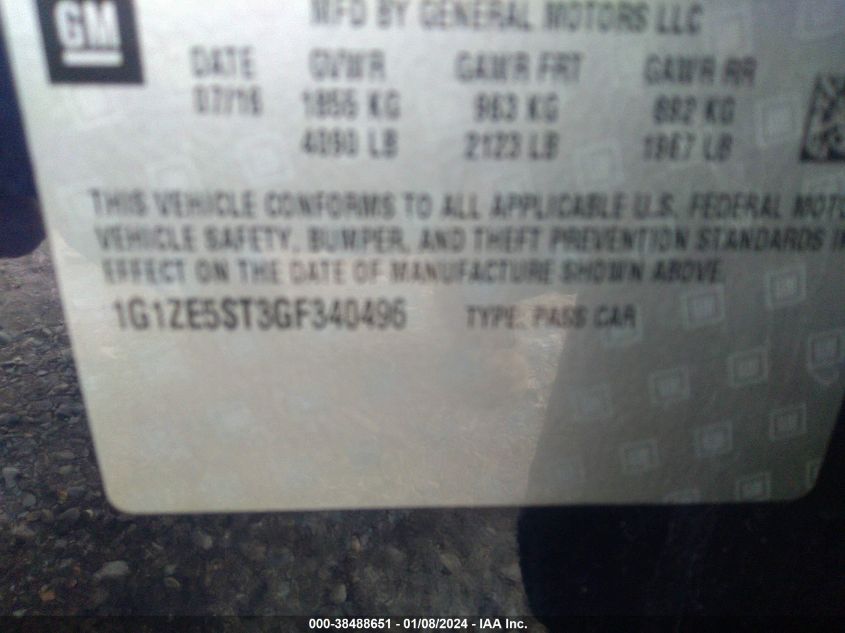 GM
MFD BY GENERAL MOTORS LLC
DATE GVWR GAWR FRT GAWR RR
07/16 1855 KG 963 KG 892 KG
4090 LB 2123 LB 1967 LB
THIS VEHICLE CONFORMS TO ALL APPLICABLE U.S. FEDERAL MOTO
VEHICLE SAFETY, BUMPER, AND THEFT PREVENTION STANDARDS IN
EFFECT ON THE DATE OF MANUFACTURE SHOWN ABOVE.
1G1ZE5ST3GF340496 TYPE: PASS CAR
000-38488651 - 01/08/2024 - IAA Inc.